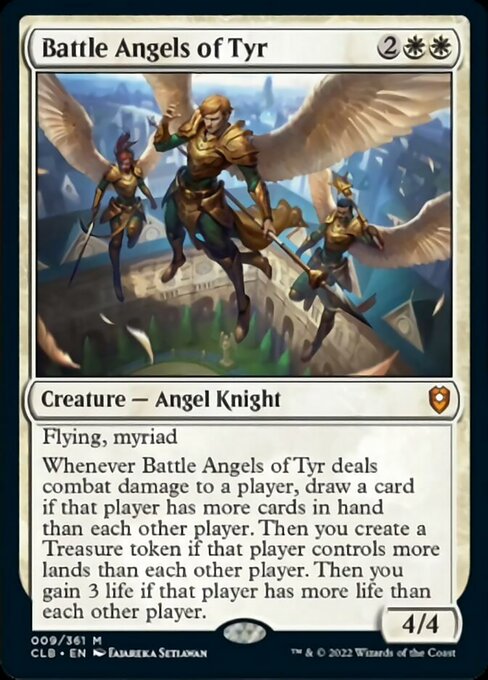 Battle Angels of Tyr 2
Creature — Angel Knight
Flying, myriad
Whenever Battle Angels of Tyr deals
combat damage to a player, draw a card
if that player has more cards in hand
than each other player. Then you create a
Treasure token if that player controls more
lands than each other player. Then you
gain 3 life if that player has more life than
each other player.
4/4
009/361 M
CLB • EN Fajareka Setiawan
™ & © 2022 Wizards of the Coast